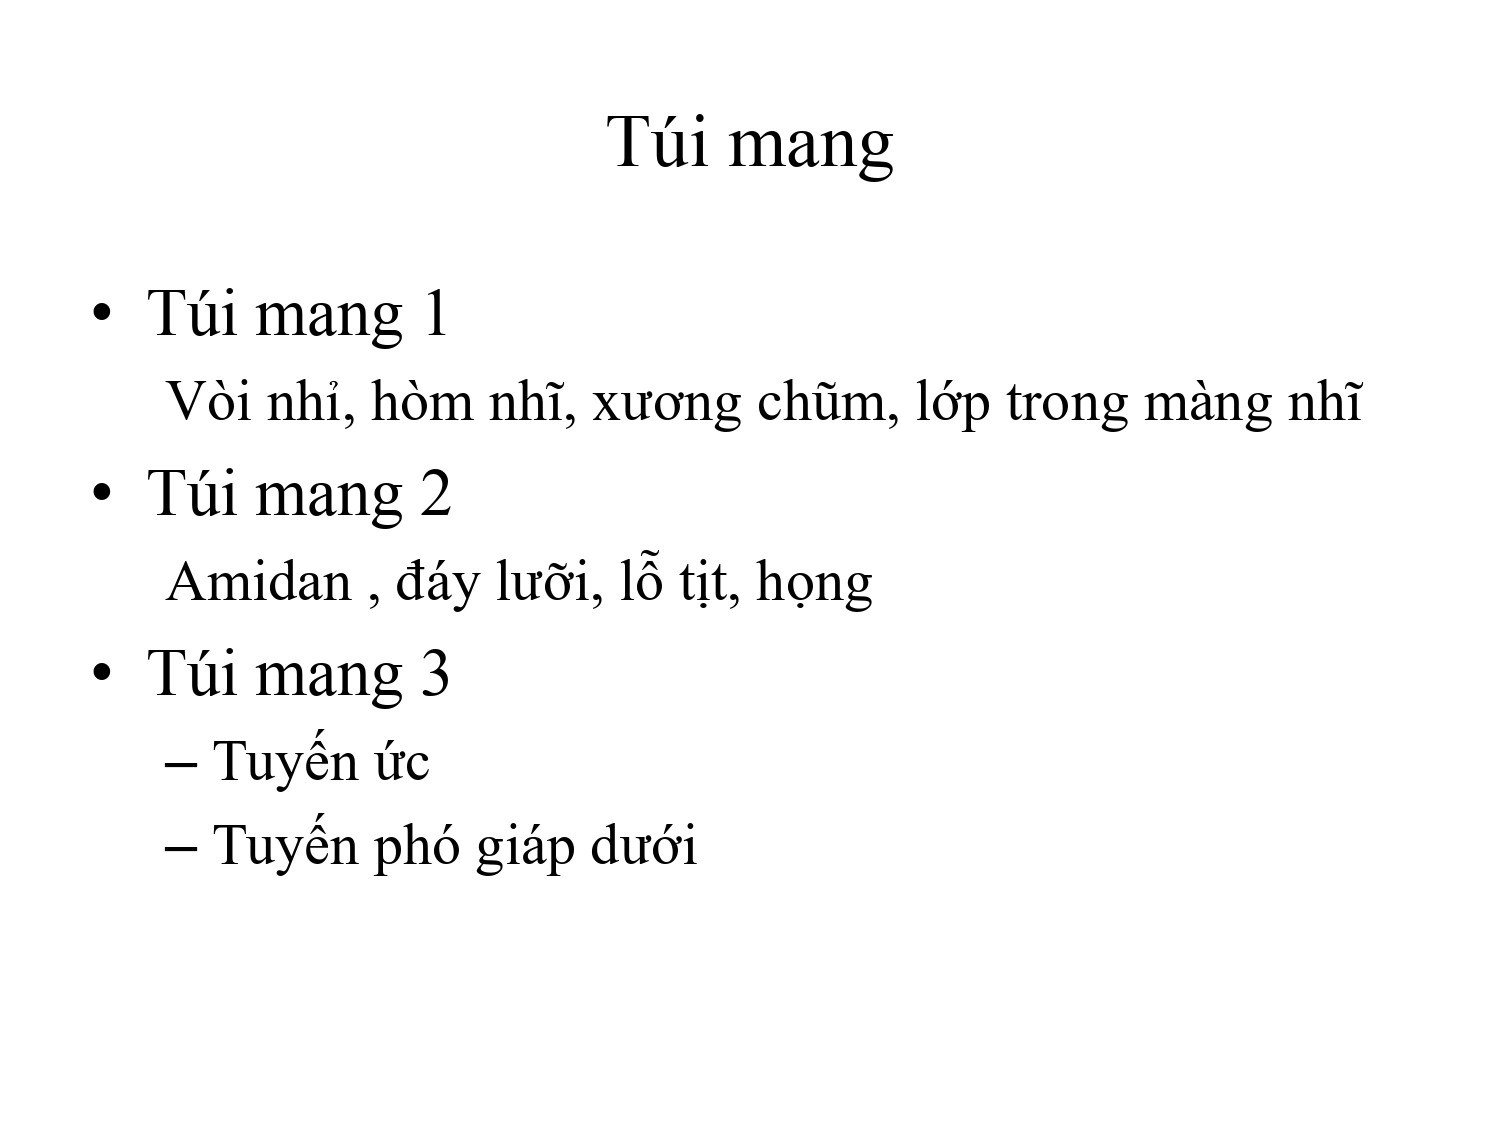 Túi mang
• Túi mang 1
Vòi nhỉ, hòm nhĩ, xương chũm, lớp trong màng nhĩ
• Túi mang 2
Amidan , đáy lưỡi, lỗ tịt, họng
• Túi mang 3
– Tuyến ức
– Tuyến phó giáp dưới